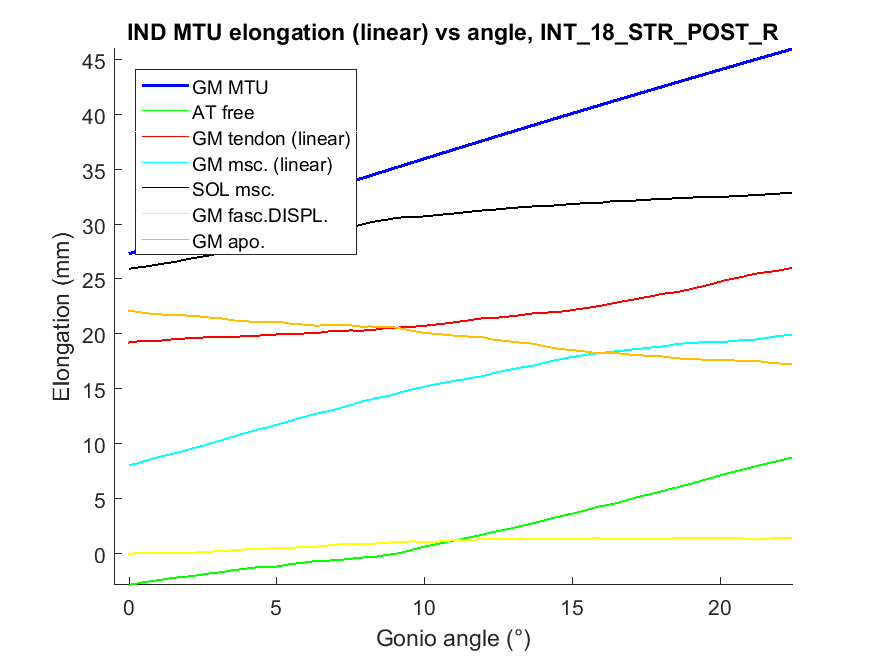 IND MTU elongation (linear) vs angle, INT_18_STR_POST_R
45
40
35
30
25
20
15
10
5
0
Elongation (mm)
GM MTU
AT free
GM tendon (linear)
GM msc. (linear)
SOL msc.
GM fasc.DISPL.
GM apo.
0 5 10 15 20
Gonio angle (°)